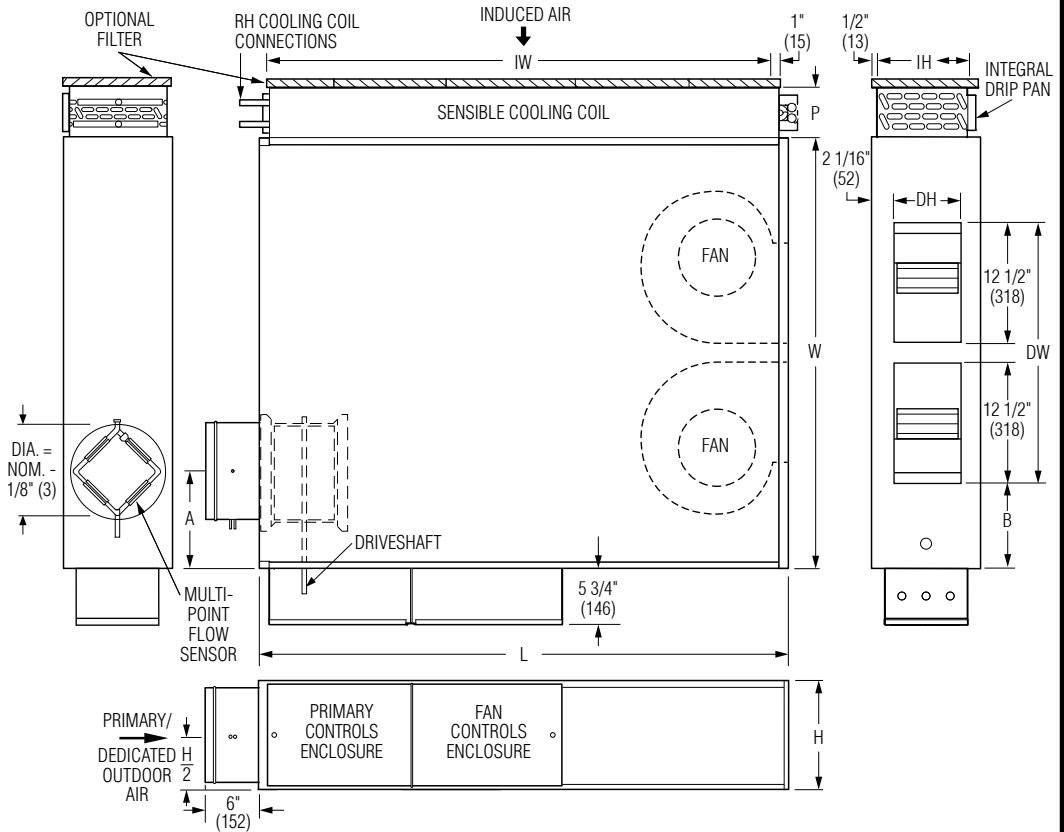 OPTIONAL
FILTER
RH COOLING COIL
CONNECTIONS
INDUCED AIR
IW
1"
(15)
1/2"
(13)
IH
INTEGRAL
DRIP PAN
SENSIBLE COOLING COIL
P
2 1/16"
(52)
DH
FAN
12 1/2"
(318)
W
DW
12 1/2"
(318)
FAN
DIA. =
NOM. -
1/8" (3)
A
B
DRIVESHAFT
5 3/4"
(146)
MULTI-
POINT
FLOW
SENSOR
L
PRIMARY/
DEDICATED
OUTDOOR
AIR
H
2
PRIMARY
CONTROLS
ENCLOSURE
FAN
CONTROLS
ENCLOSURE
H
6"
(152)